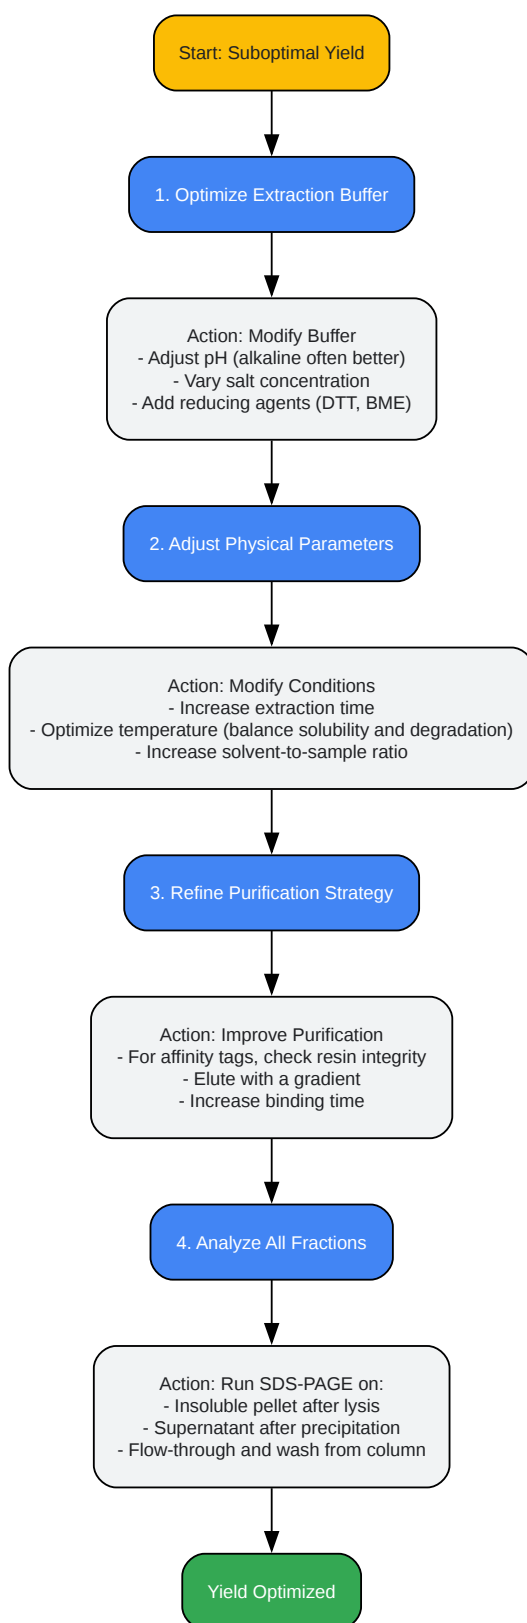 Start: Suboptimal Yield
1. Optimize Extraction Buffer
Action: Modify Buffer
- Adjust pH (alkaline often better)
- Vary salt concentration
- Add reducing agents (DTT, BME)
2. Adjust Physical Parameters
Action: Modify Conditions
- Increase extraction time
- Optimize temperature (balance solubility and degradation)
- Increase solvent-to-sample ratio
3. Refine Purification Strategy
Action: Improve Purification
- For affinity tags, check resin integrity
- Elute with a gradient
- Increase binding time
4. Analyze All Fractions
Action: Run SDS-PAGE on:
- Insoluble pellet after lysis
- Supernatant after precipitation
- Flow-through and wash from column
Yield Optimized